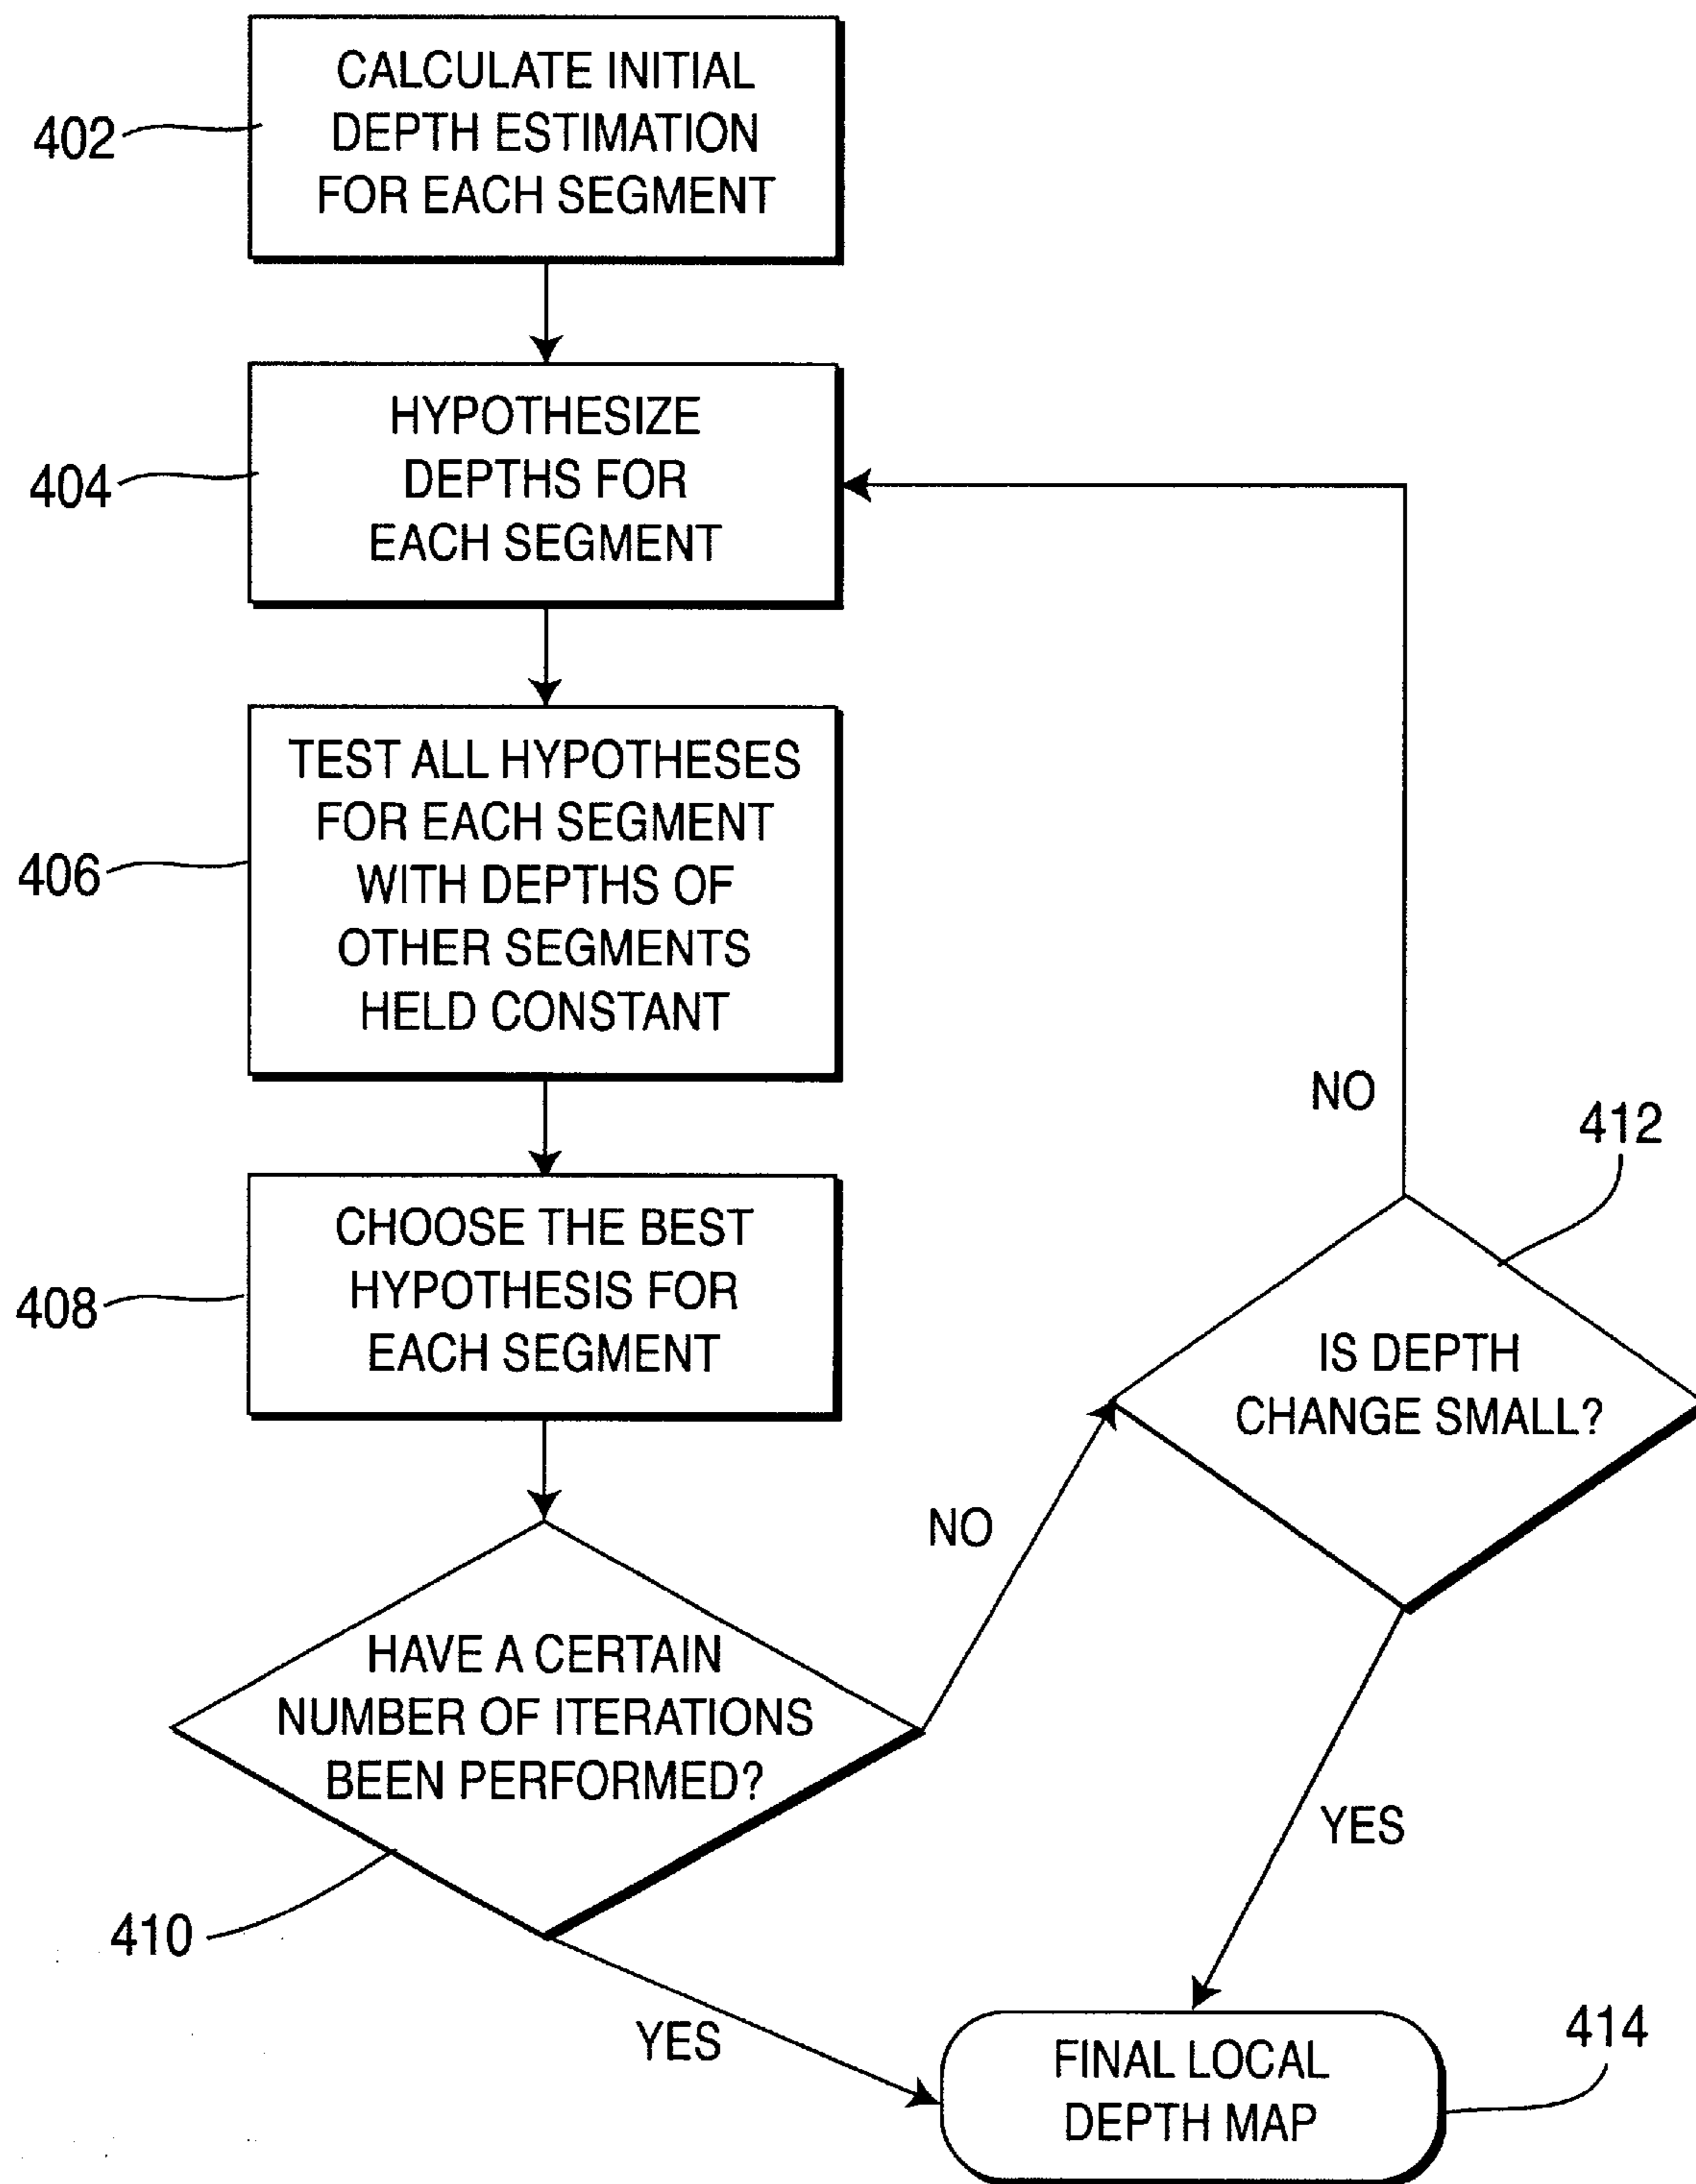 402
CALCULATE INITIAL
DEPTH ESTIMATION
FOR EACH SEGMENT
404
HYPOTHESIZE
DEPTHS FOR
EACH SEGMENT
406
TEST ALL HYPOTHESES
FOR EACH SEGMENT
WITH DEPTHS OF
OTHER SEGMENTS
HELD CONSTANT
408
CHOOSE THE BEST
HYPOTHESIS FOR
EACH SEGMENT
410
HAVE A CERTAIN
NUMBER OF ITERATIONS
BEEN PERFORMED?
NO
YES
412
IS DEPTH
CHANGE SMALL?
NO
YES
414
FINAL LOCAL
DEPTH MAP